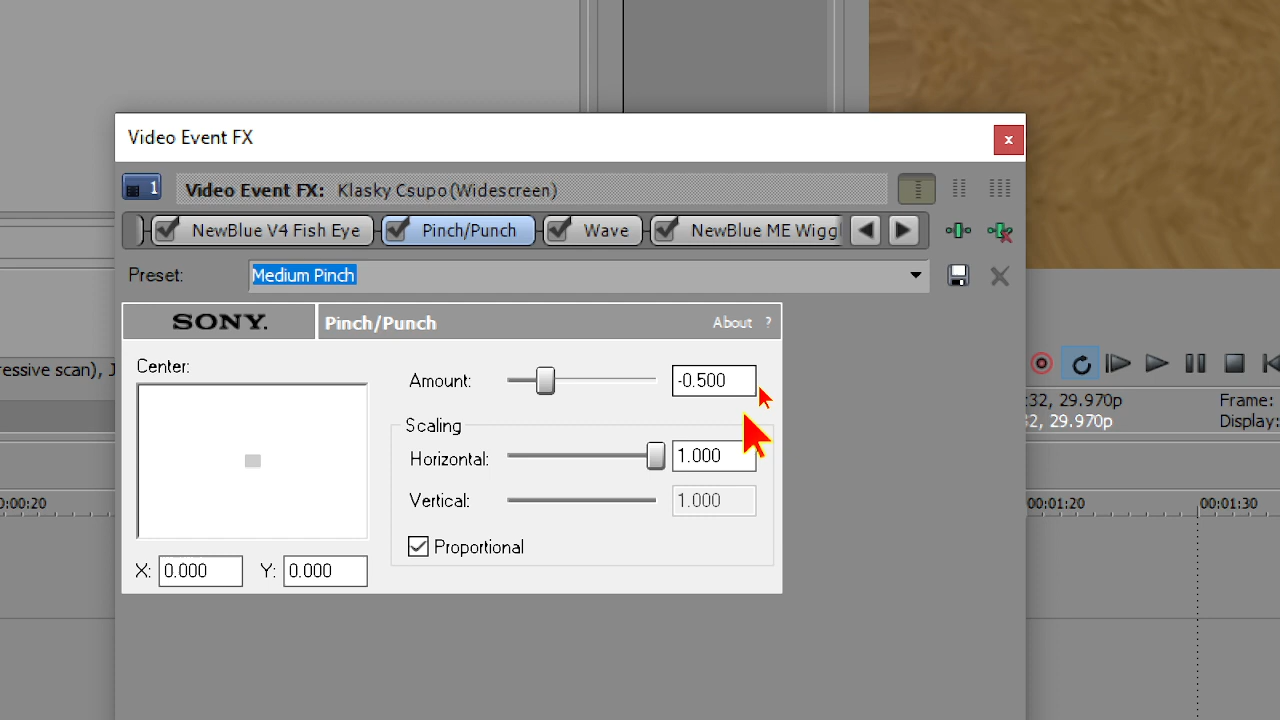 Video Event FX
x
1
Video Event FX: Klasky Csupo (Widescreen)
NewBlue V4 Fish Eye
Pinch/Punch
Wave
NewBlue ME Wiggl
Preset:
Medium Pinch
SONY.
Pinch/Punch
About ?
Center:
Amount:
-0.500
Scaling
Horizontal:
1.000
Vertical:
1.000
Proportional
X: 0.000
Y: 0.000
ressive scan), J
:32, 29.970p
Frame:
2, 29.970p
Display:
0:00:20
00:01:20
00:01:30